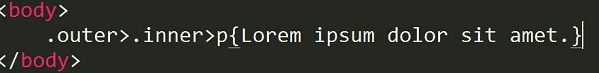 <body>
.outer>.inner>p{Lorem ipsum dolor sit amet.}
</body>